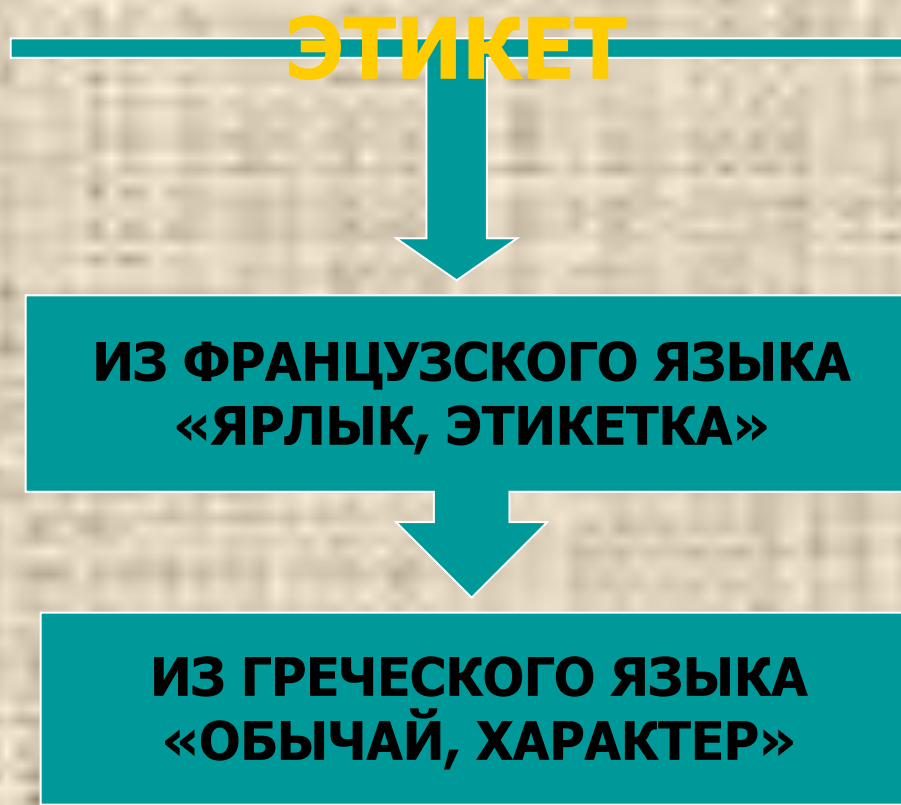 ЭТИКЕТ
ИЗ ФРАНЦУЗСКОГО ЯЗЫКА
«ЯРЛЫК, ЭТИКЕТКА»
ИЗ ГРЕЧЕСКОГО ЯЗЫКА
«ОБЫЧАЙ, ХАРАКТЕР»